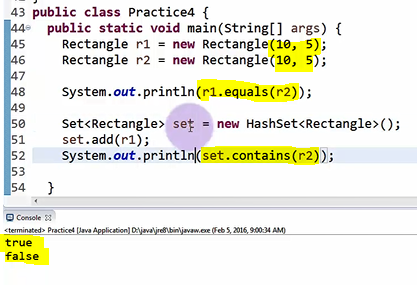 43 public class Practice4 {
44 public static void main(String[] args) {
45 Rectangle r1 = new Rectangle(10, 5);
46 Rectangle r2 = new Rectangle(10, 5);
47
48 System.out.println(r1.equals(r2));
49
50 Set<Rectangle> set = new HashSet<Rectangle>();
51 set.add(r1);
52 System.out.println(set.contains(r2));
53
54 }
Console
<terminated> Practice4 [Java Application] D:\java\jre8\bin\javaw.exe (Feb 5, 2016, 9:00:34 AM)
true
false